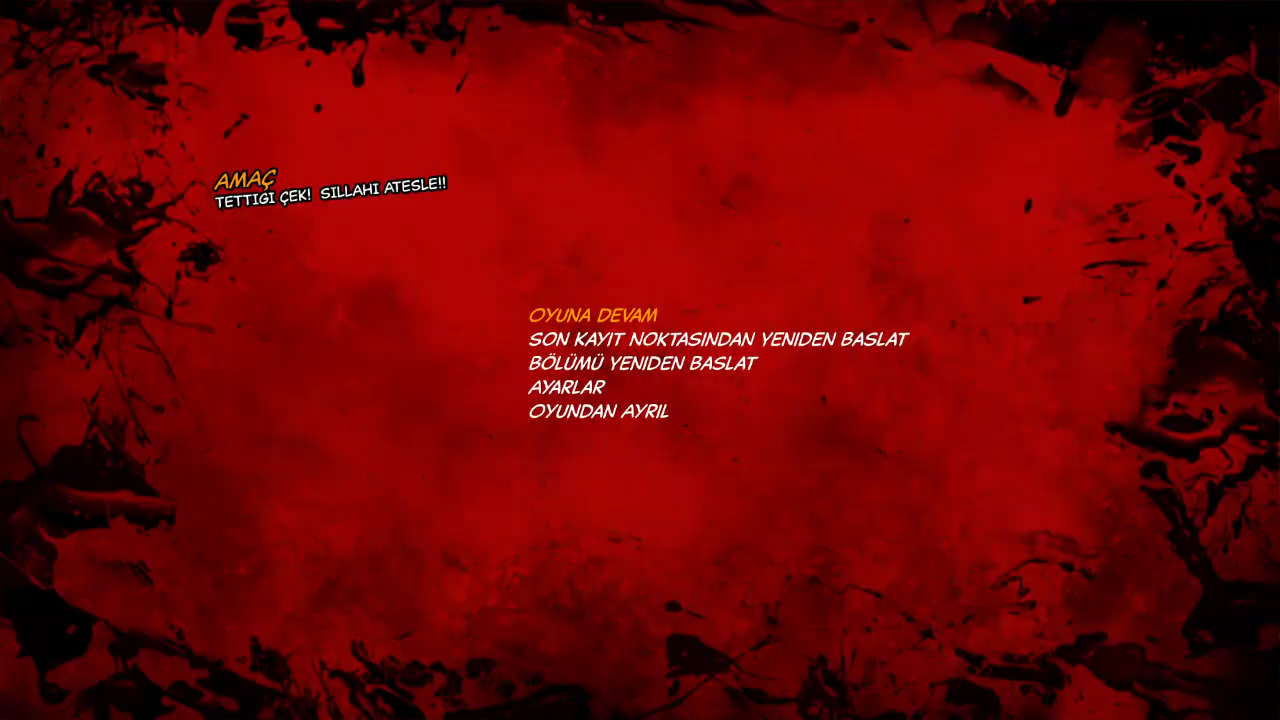 AMAÇ
TETTIGI ÇEK! SILLAHI ATESLE!!
OYUNA DEVAM
SON KAYIT NOKTASINDAN YENIDEN BASLAT
BÖLÜMÜ YENIDEN BASLAT
AYARLAR
OYUNDAN AYRIL